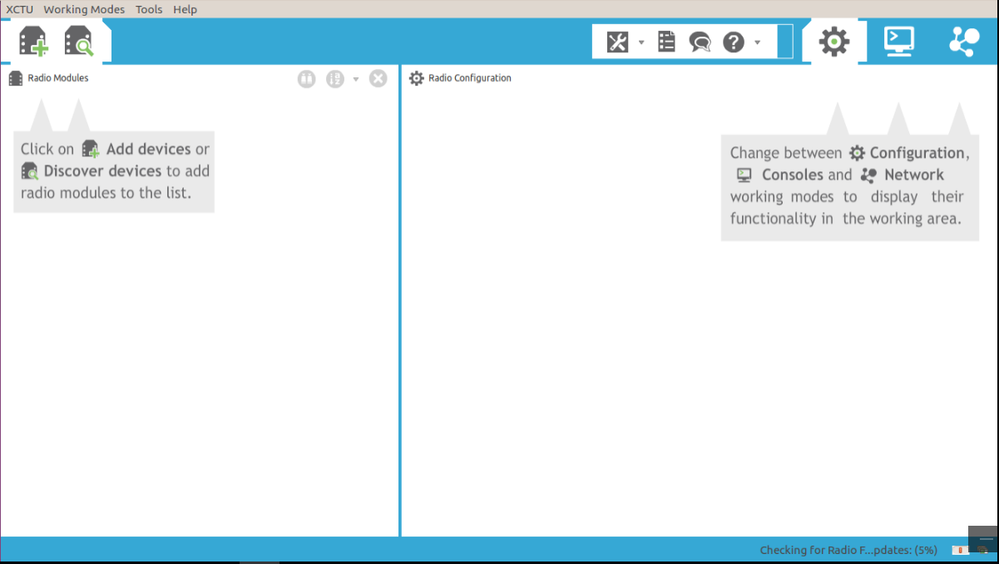 XCTU Working Modes Tools Help
Radio Modules
Radio Configuration
Click on Add devices or
Discover devices to add
radio modules to the list.
Change between Configuration,
Consoles and Network
working modes to display their
functionality in the working area.
Checking for Radio F...pdates: (5%)